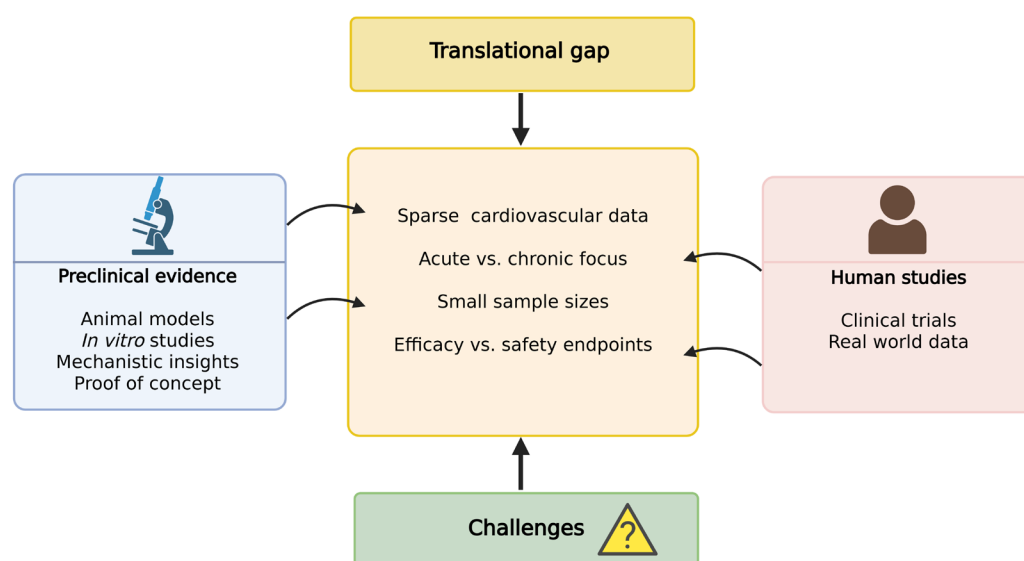 Translational gap
Sparse cardiovascular data
Acute vs. chronic focus
Small sample sizes
Efficacy vs. safety endpoints
Preclinical evidence
Animal models
In vitro studies
Mechanistic insights
Proof of concept
Human studies
Clinical trials
Real world data
Challenges
?